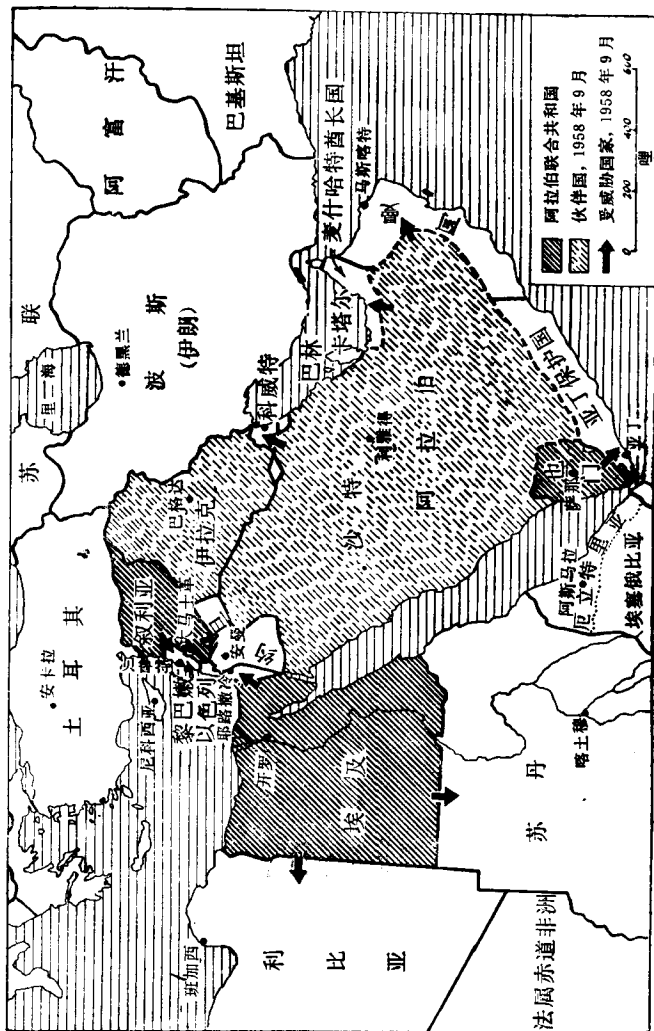 苏联
里海
土耳其
安卡拉
尼科西亚
德黑兰
波斯
(伊朗)
阿富汗
巴基斯坦
叙利亚
大马士革
黎巴嫩
以色列
耶路撒冷
安曼
约旦
巴格达
伊拉克
科威特
巴林
卡塔尔
麦什哈特酋长国
马斯喀特
沙特阿拉伯
利雅得
亚丁保护国
亚丁
也门
萨那
班加西
利比亚
开罗
埃及
苏丹
喀土穆
阿斯马拉
厄立特里亚
埃塞俄比亚
法属赤道非洲
阿拉伯联合共和国
伙伴国,1958年9月
受威胁国家,1958年9月
0 200 400 600
哩